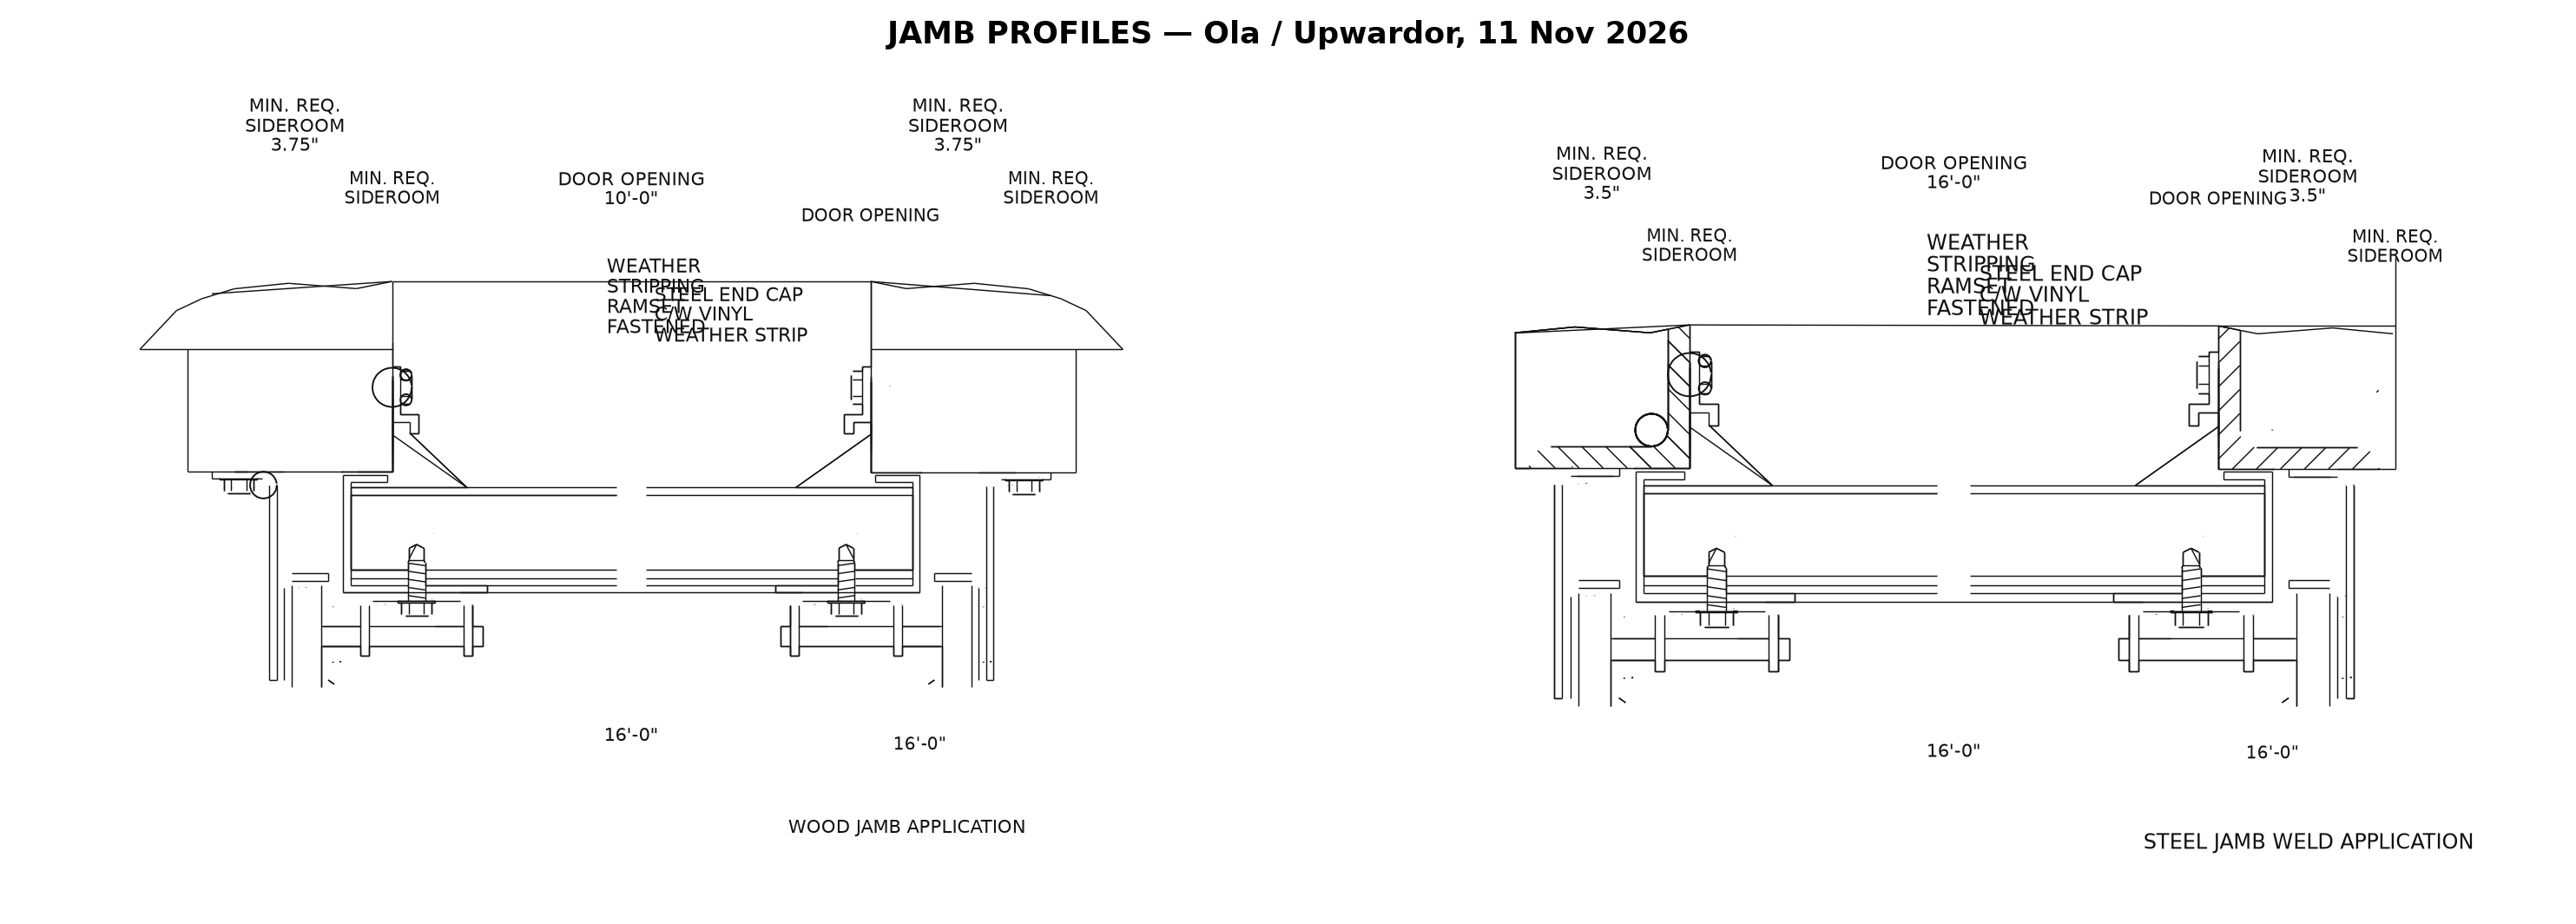 JAMB PROFILES — Ola / Upwardor, 11 Nov 2026
MIN. REQ.
SIDEROOM
3.75"
MIN. REQ.
SIDEROOM
DOOR OPENING
10'-0"
MIN. REQ.
SIDEROOM
3.75"
MIN. REQ.
SIDEROOM
DOOR OPENING
WEATHER
STRIPPING
RAMSET
FASTENED
STEEL END CAP
C/W VINYL
WEATHER STRIP
16'-0"
16'-0"
WOOD JAMB APPLICATION
MIN. REQ.
SIDEROOM
3.5"
MIN. REQ.
SIDEROOM
DOOR OPENING
16'-0"
MIN. REQ.
SIDEROOM
3.5"
DOOR OPENING
MIN. REQ.
SIDEROOM
WEATHER
STRIPPING
RAMSET
FASTENED
STEEL END CAP
C/W VINYL
WEATHER STRIP
16'-0"
16'-0"
STEEL JAMB WELD APPLICATION